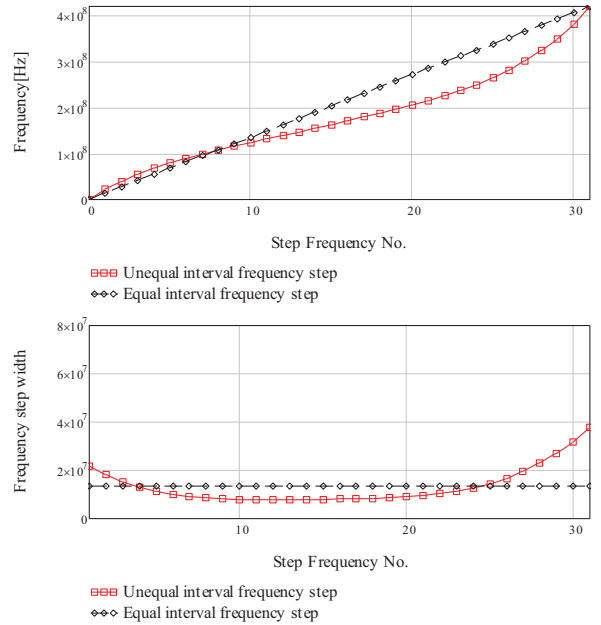 Frequency[Hz]
4×10⁸
3×10⁸
2×10⁸
1×10⁸
0
0 10 20 30
Step Frequency No.
Unequal interval frequency step
Equal interval frequency step
Frequency step width
8×10⁷
6×10⁷
4×10⁷
2×10⁷
0
10 20 30
Step Frequency No.
Unequal interval frequency step
Equal interval frequency step